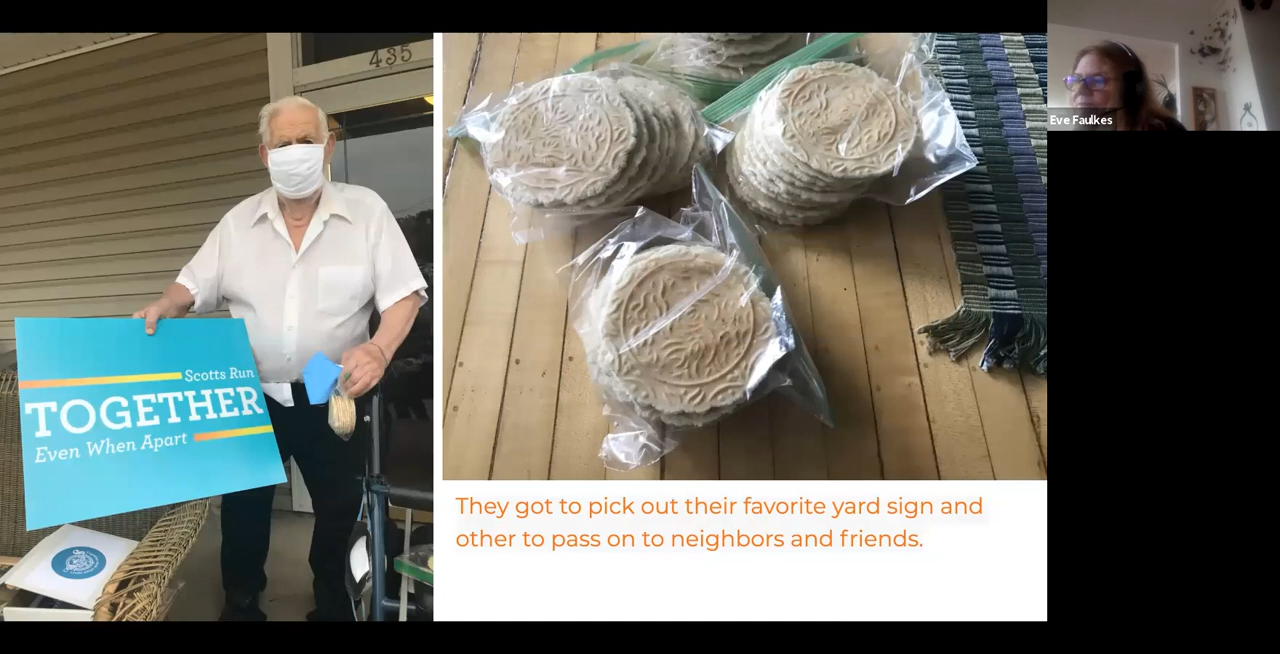 435
Scotts Run
TOGETHER
Even When Apart
They got to pick out their favorite yard sign and
other to pass on to neighbors and friends.
Eve Faulkes